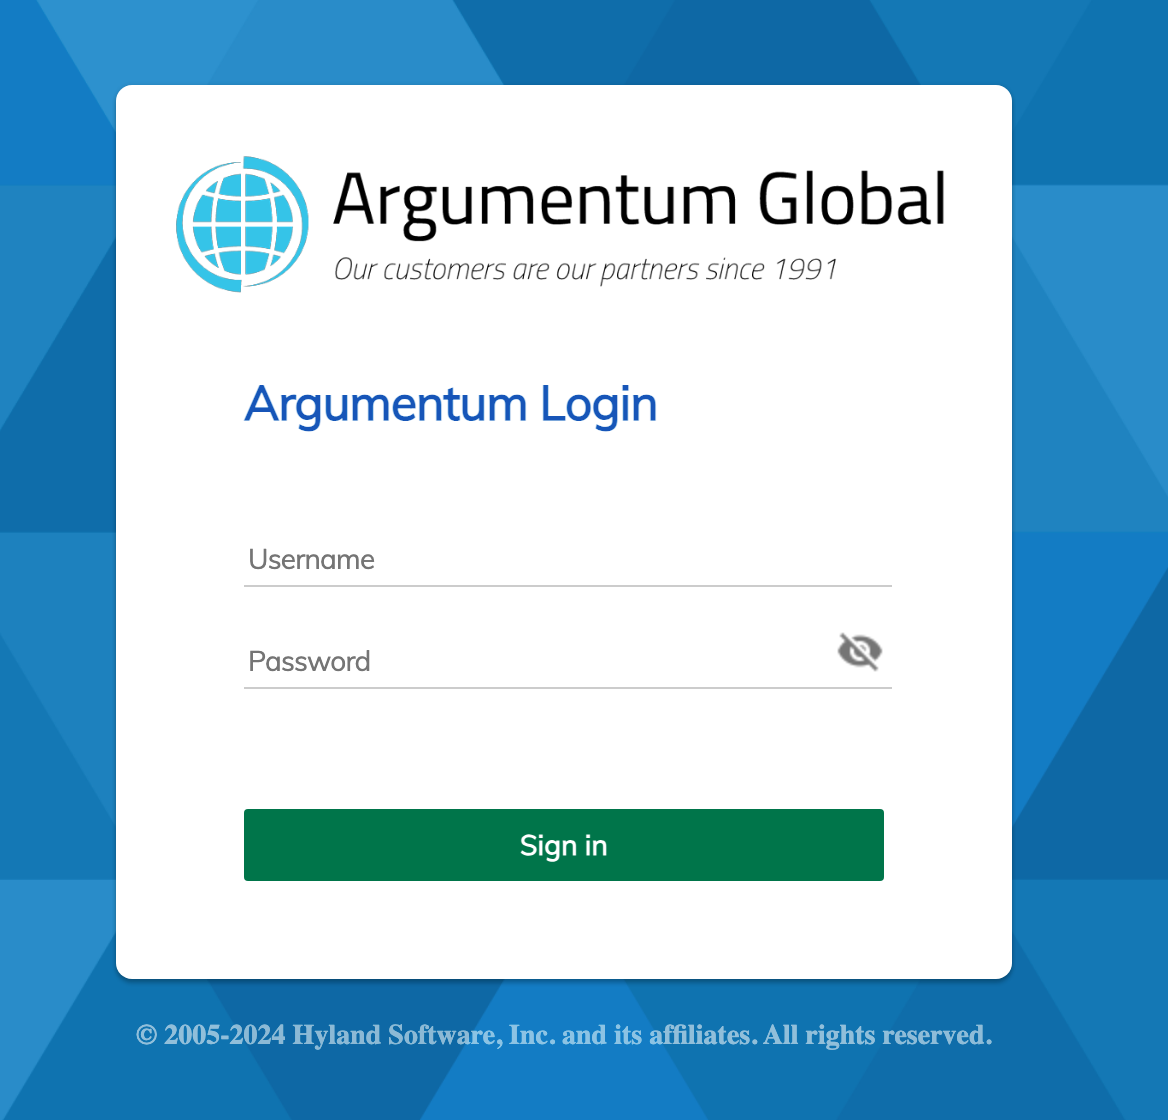 Argumentum Global
Our customers are our partners since 1991
Argumentum Login
Username
Password
Sign in
© 2005-2024 Hyland Software, Inc. and its affiliates. All rights reserved.